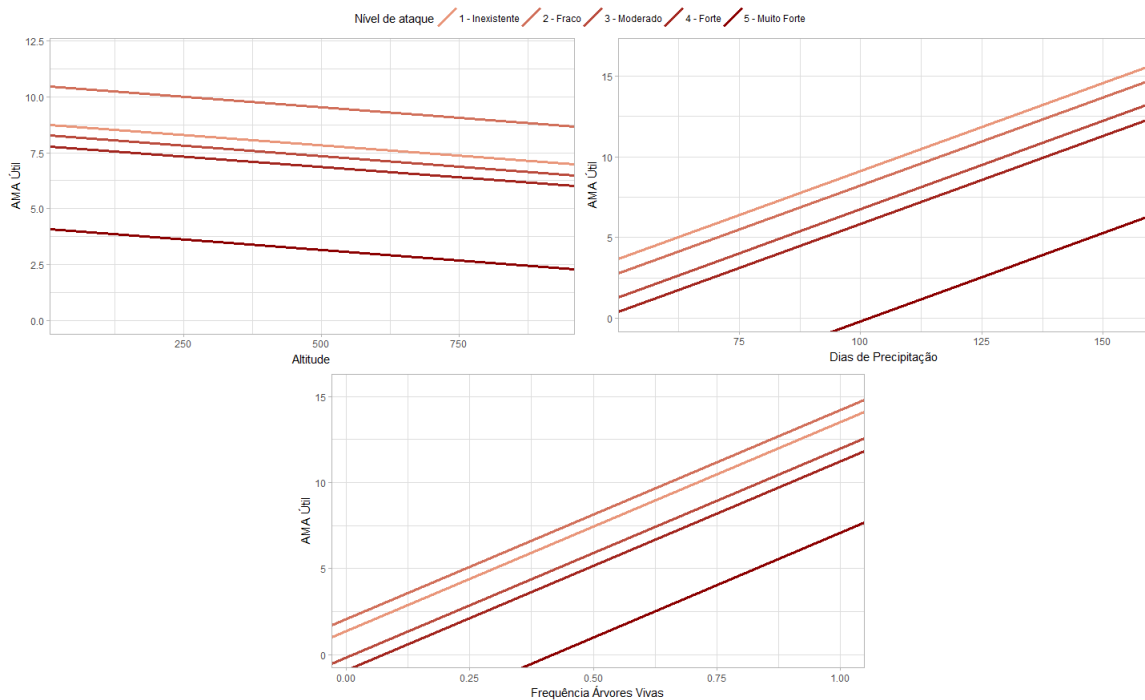 Nível de ataque 1 - Inexistente 2 - Fraco 3 - Moderado 4 - Forte 5 - Muito Forte
12.5
10.0
7.5
5.0
2.5
0.0
AMA Útil
250 500 750
Altitude
15
10
5
0
AMA Útil
75 100 125 150
Dias de Precipitação
15
10
5
0
AMA Útil
0.00 0.25 0.50 0.75 1.00
Frequência Árvores Vivas